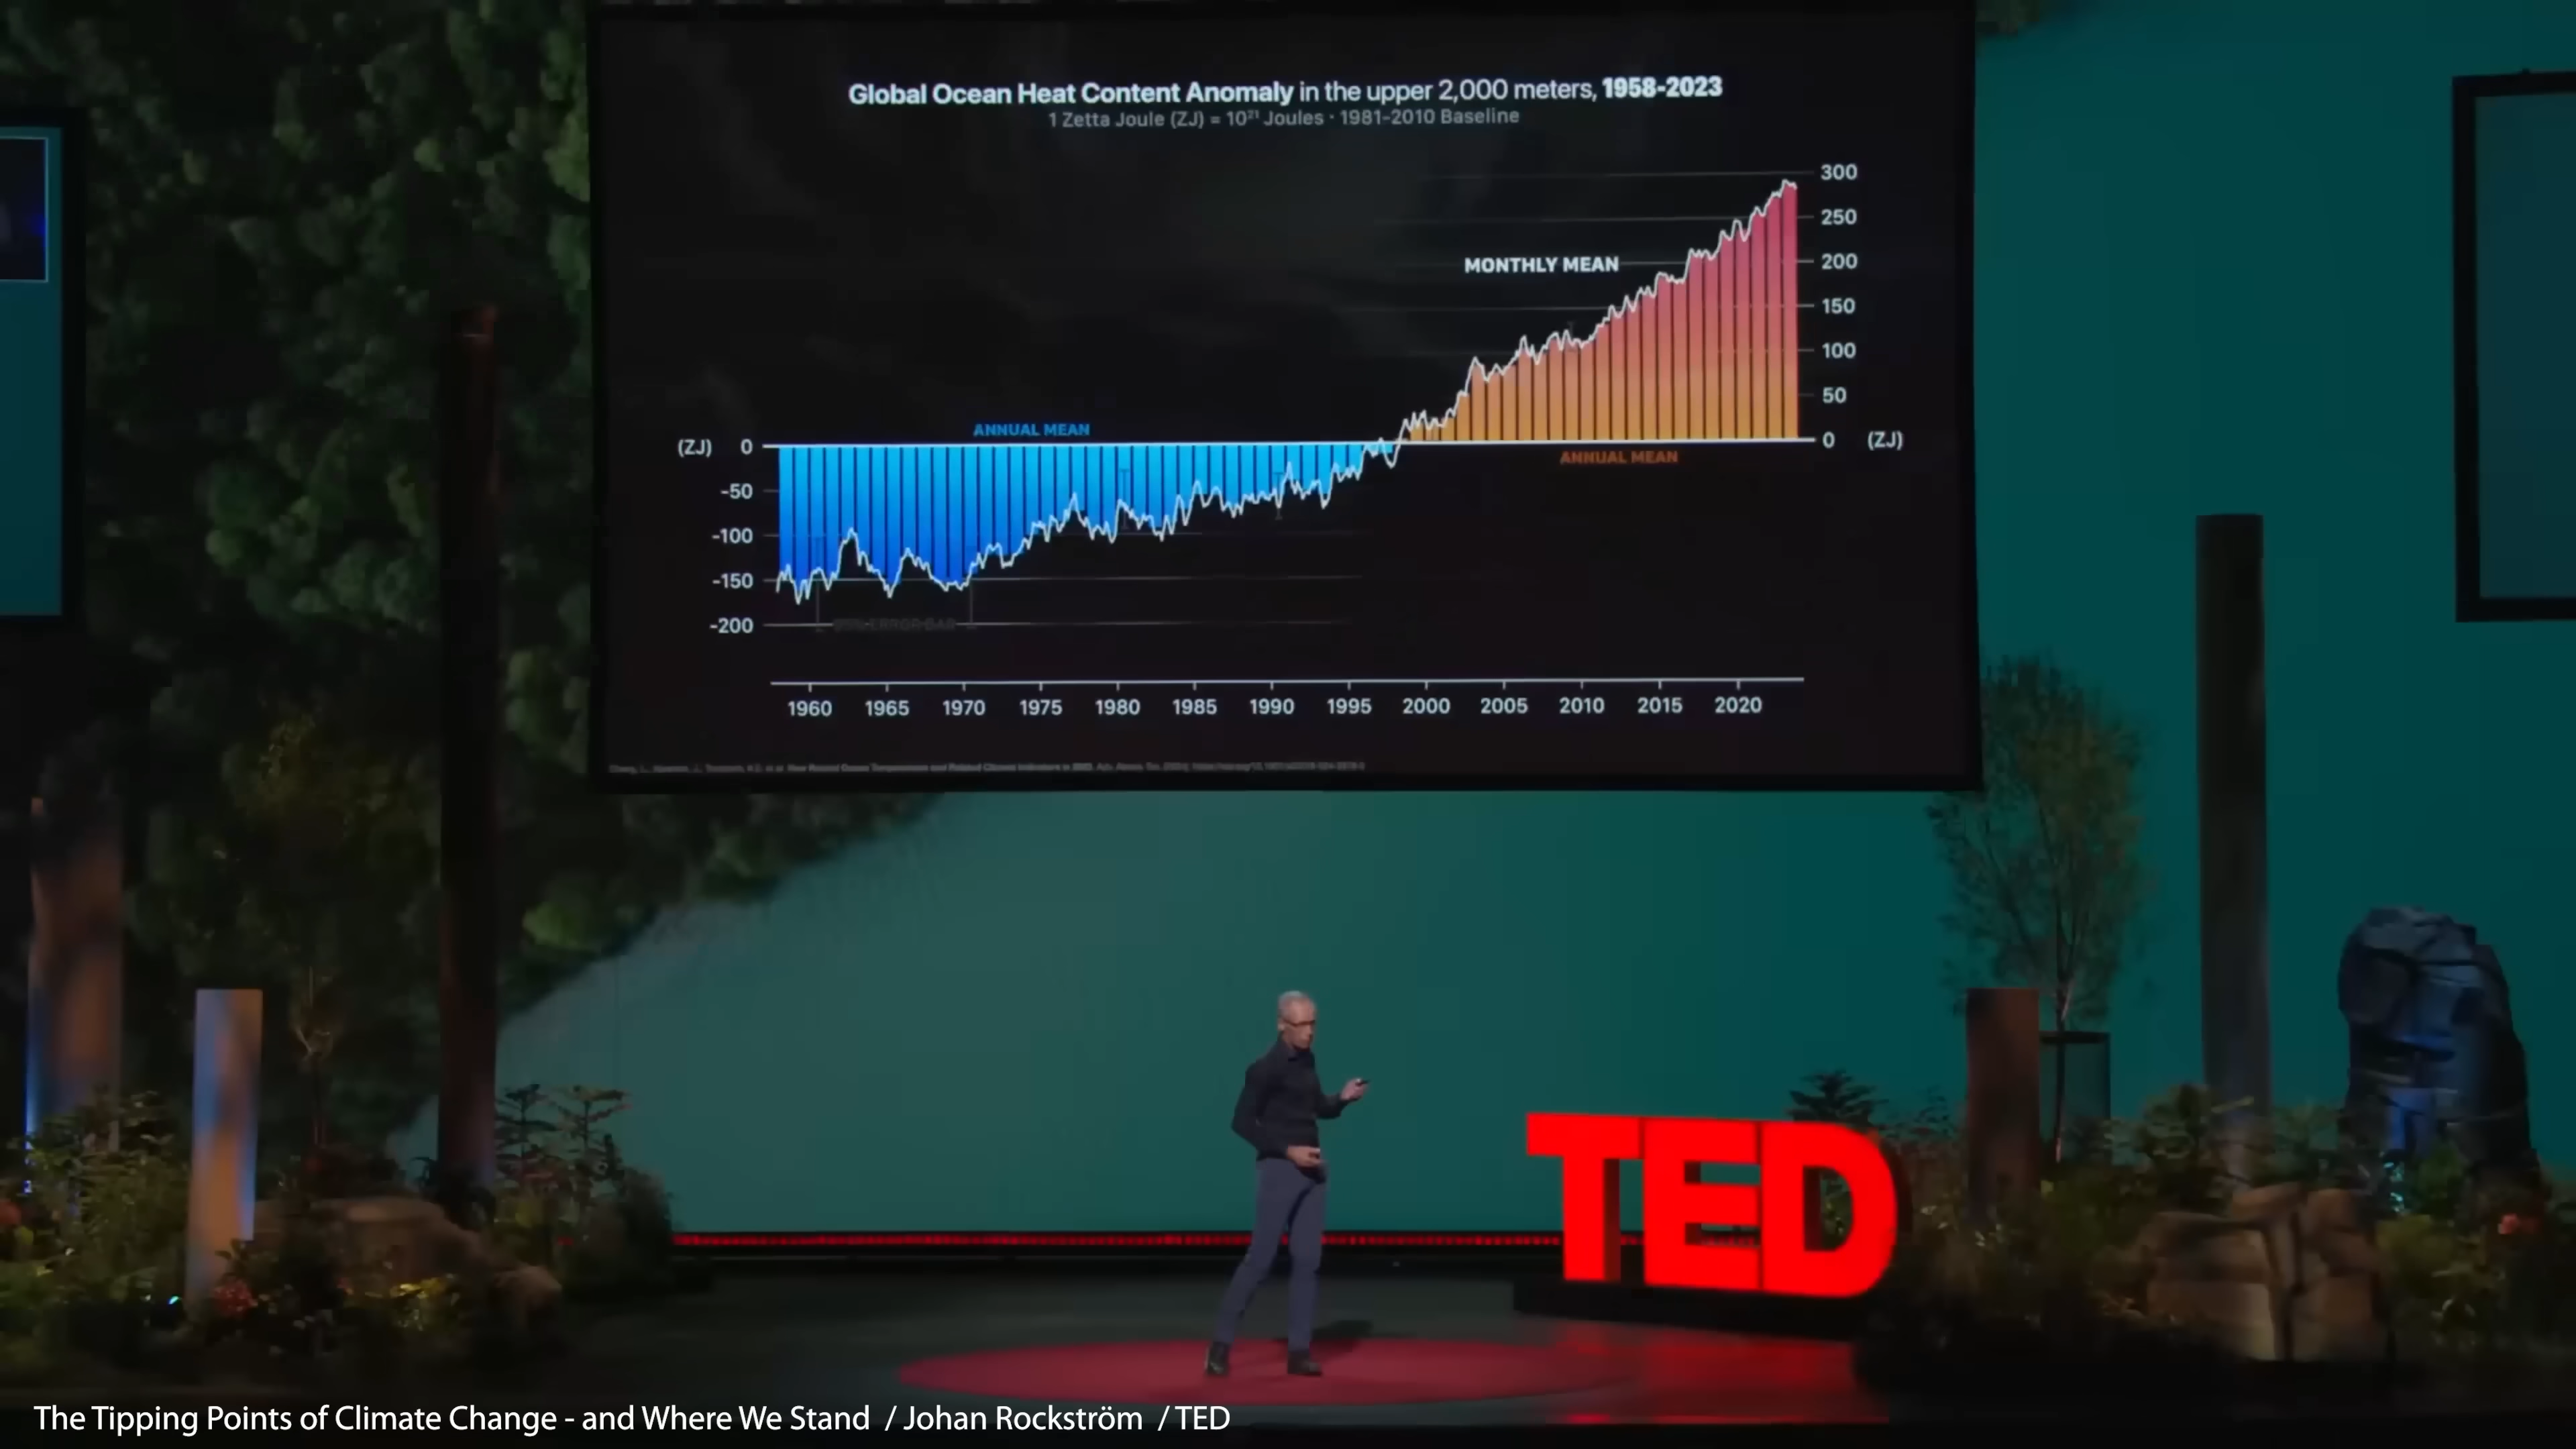 Global Ocean Heat Content Anomaly in the upper 2,000 meters, 1958-2023
1 Zetta Joule (ZJ) = 10²¹ Joules · 1981-2010 Baseline
300
250
MONTHLY MEAN
200
150
100
50
ANNUAL MEAN
(ZJ) 0
0 (ZJ)
ANNUAL MEAN
-50
-100
-150
-200
ERROR BAR
1960 1965 1970 1975 1980 1985 1990 1995 2000 2005 2010 2015 2020
TED
The Tipping Points of Climate Change - and Where We Stand / Johan Rockström / TED